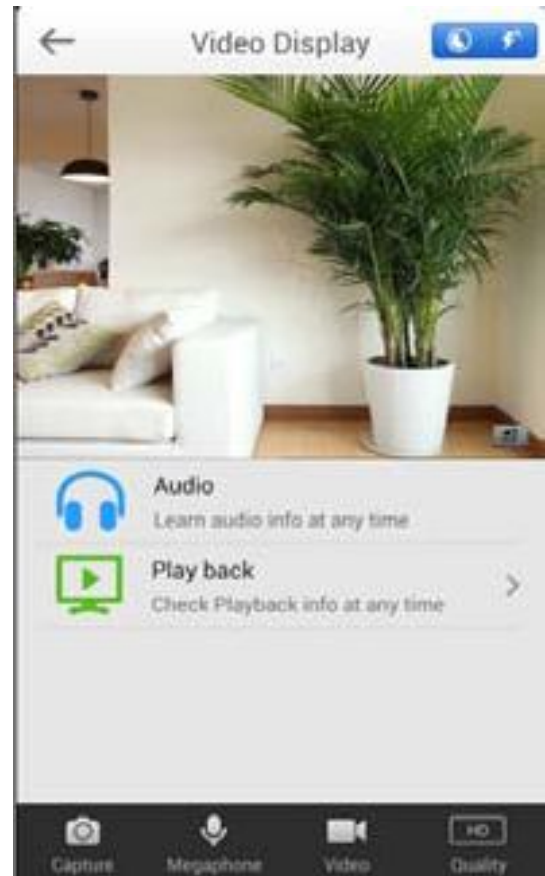 Video Display
Audio
Learn audio info at any time
Play back
Check Playback info at any time
HD
Capture Megaphone Video Quality